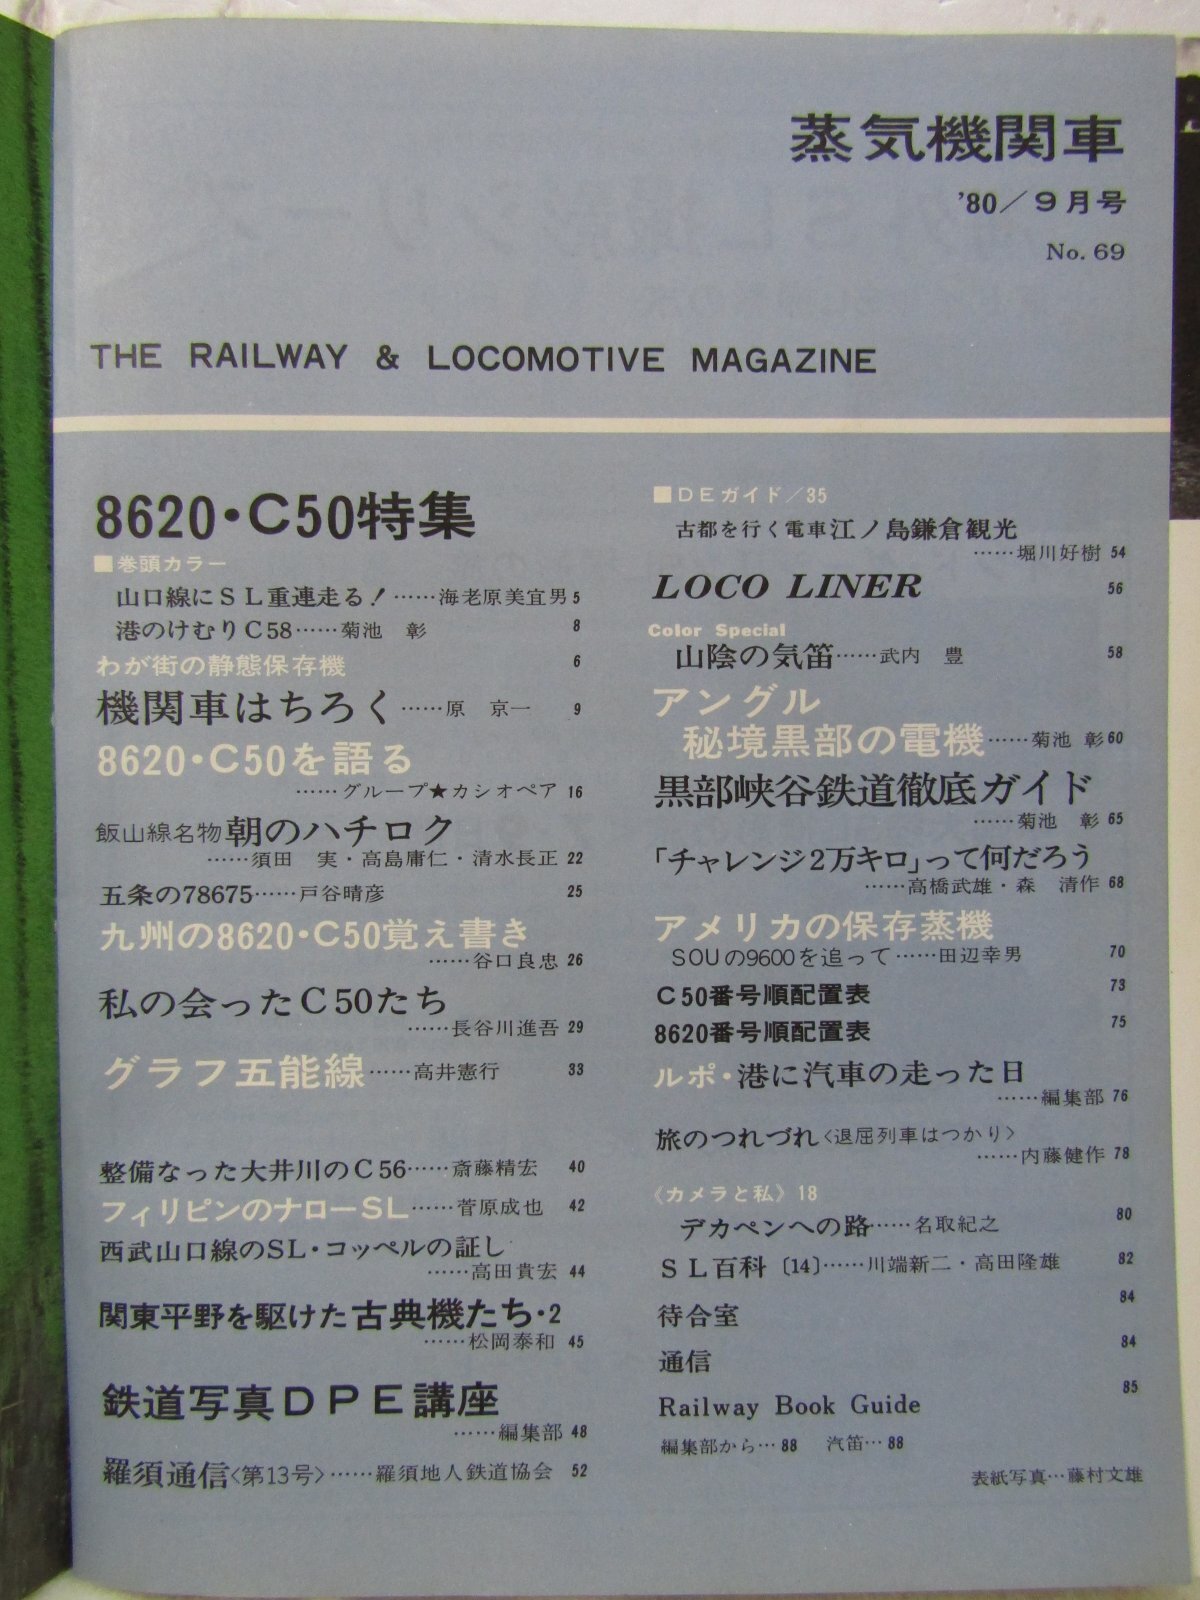 蒸気機関車
'80／9月号
No. 69
THE RAILWAY & LOCOMOTIVE MAGAZINE
8620・C50特集
■巻頭カラー
山口線にＳＬ重連走る！……海老原美宜男 5
港のけむりC58……菊池　彰 8
わが街の静態保存機 6
機関車はちろく……原　京一 9
8620・C50を語る
……グループ★カシオペア 16
飯山線名物朝のハチロク
……須田　実・高島庸仁・清水長正 22
五条の78675……戸谷晴彦 25
九州の8620・C50覚え書き
……谷口良忠 26
私の会ったC50たち
……長谷川進吾 29
グラフ五能線……高井憲行 33
整備なった大井川のC56……斎藤精宏 40
フィリピンのナローSL……菅原成也 42
西武山口線のSL・コッペルの証し
……高田貴宏 44
関東平野を駆けた古典機たち・2
……松岡泰和 45
鉄道写真ＤＰＥ講座
……編集部 48
羅須通信〈第13号〉……羅須地人鉄道協会 52
■ＤＥガイド／35
古都を行く電車江ノ島鎌倉観光
……堀川好樹 54
LOCO LINER 56
Color Special
山陰の気笛……武内　豊 58
アングル
秘境黒部の電機……菊池　彰 60
黒部峡谷鉄道徹底ガイド
……菊池　彰 65
「チャレンジ2万キロ」って何だろう
……高橋武雄・森　清作 68
アメリカの保存蒸機
SOUの9600を追って……田辺幸男 70
C50番号順配置表 73
8620番号順配置表 75
ルポ・港に汽車の走った日
……編集部 76
旅のつれづれ〈退屈列車はつかり〉
……内藤健作 78
《カメラと私》18
デカペンへの路……名取紀之 80
ＳＬ百科〔14〕……川端新二・高田隆雄 82
待合室 84
通信 84
Railway Book Guide 85
編集部から…88　汽笛…88
表紙写真…藤村文雄